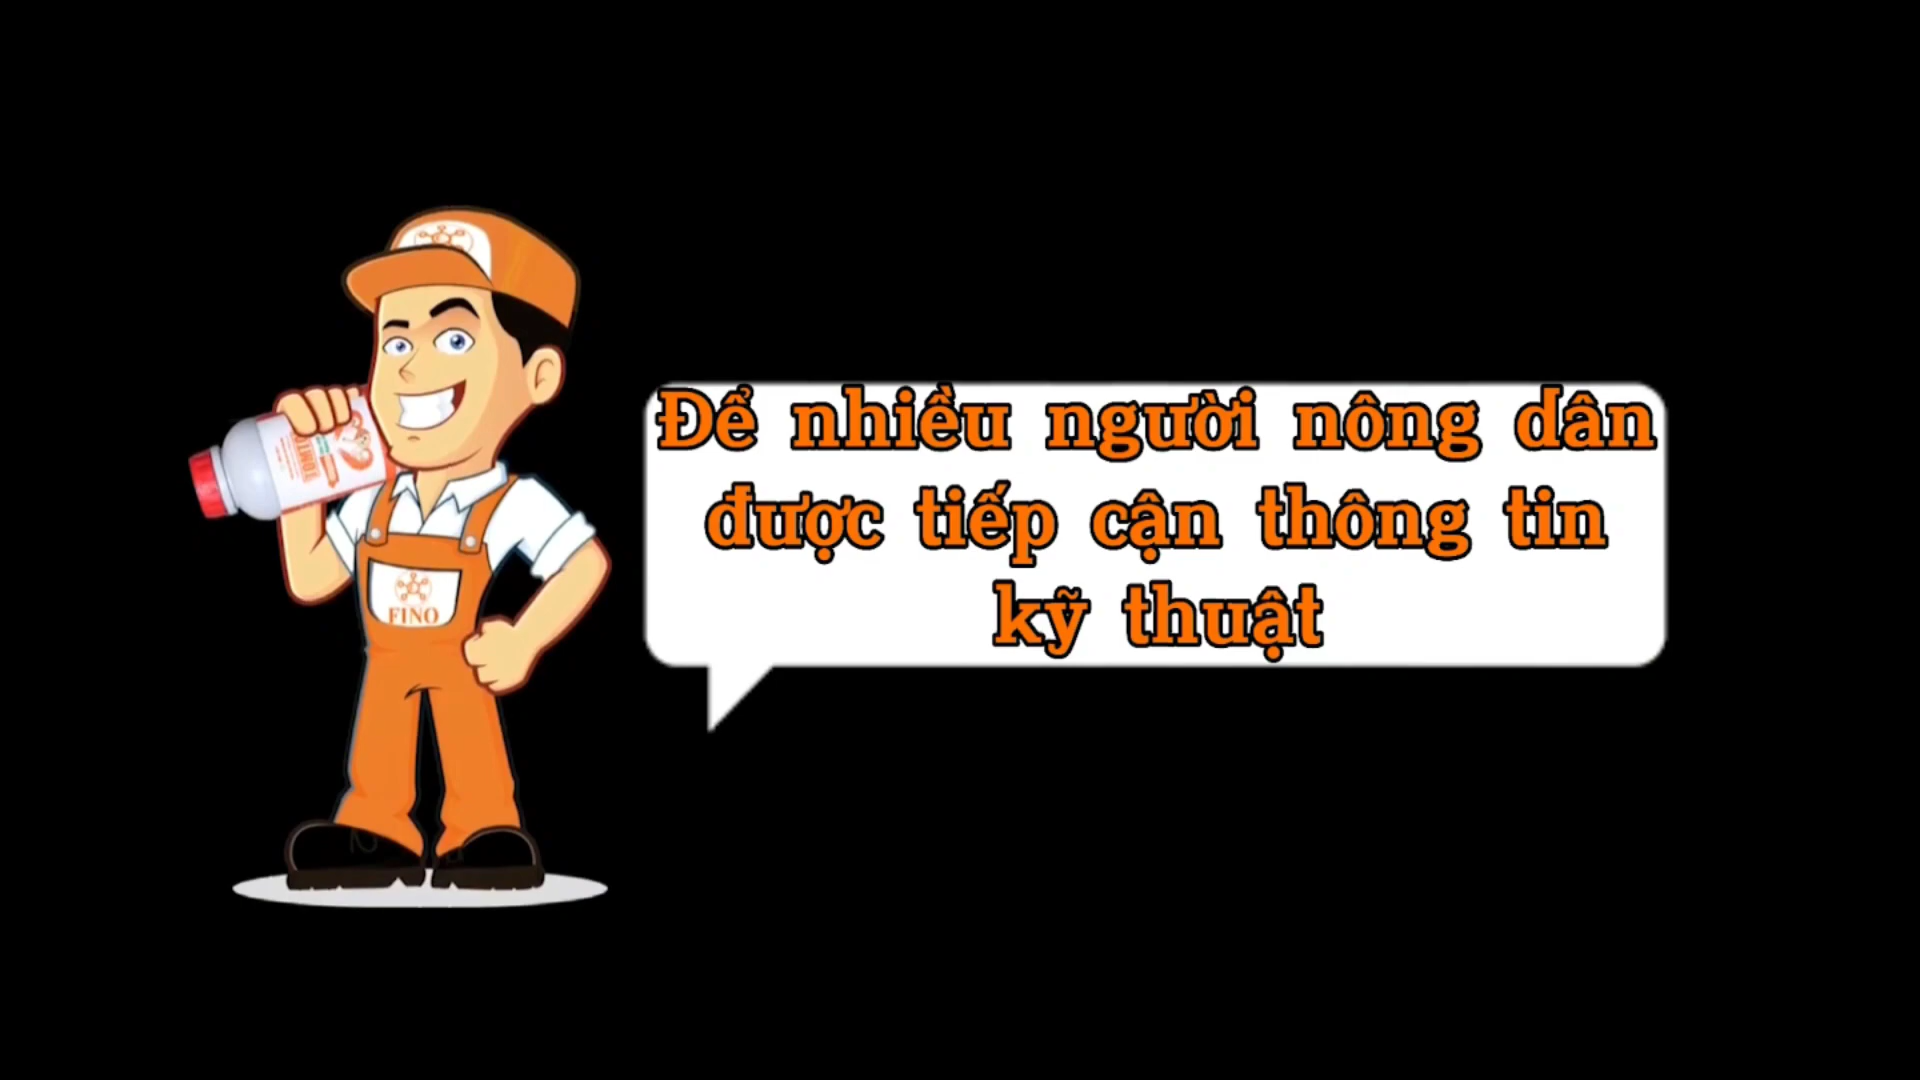 Để nhiều người nông dân
được tiếp cận thông tin
kỹ thuật
FINO